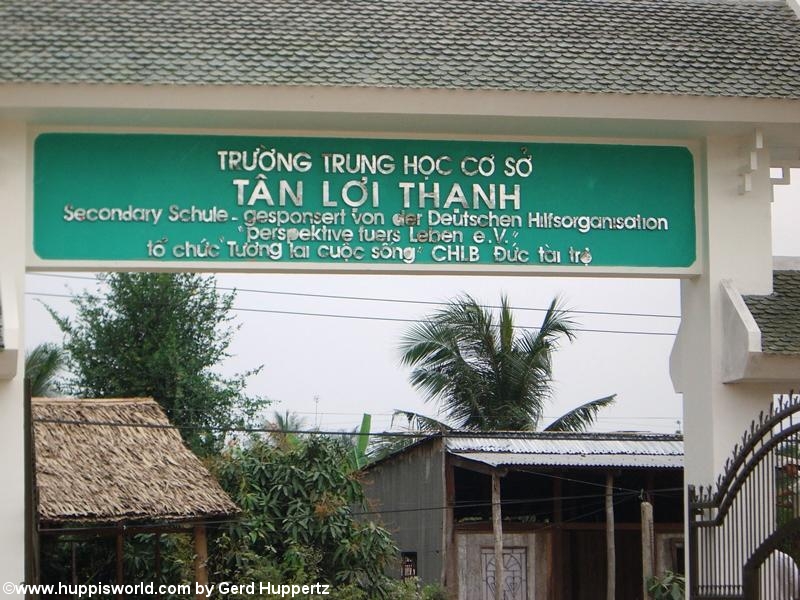 TRƯỜNG TRUNG HỌC CƠ SỞ
TÂN LỢI THẠNH
Secondary Schule - gesponsert von der Deütschen Hilfsorganisation
"perspektive fuers Leben e.V."
tổ chức "Tương lai cuộc sống" CHLB Đức tài trợ
©www.huppisworld.com by Gerd Huppertz